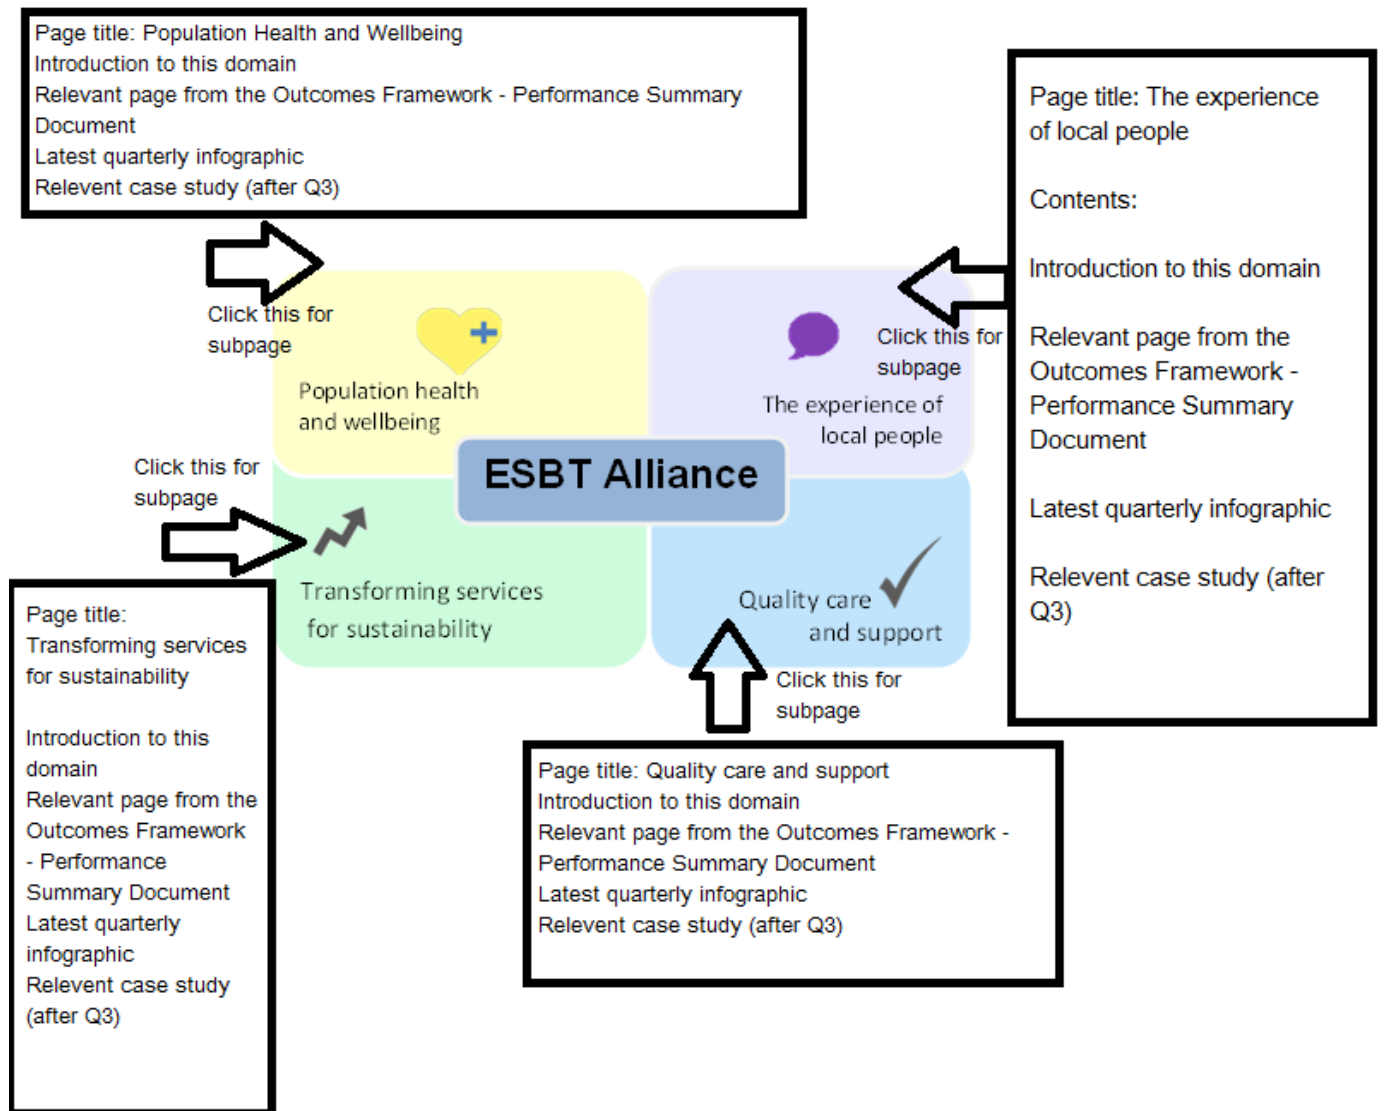 Page title: Population Health and Wellbeing
Introduction to this domain
Relevant page from the Outcomes Framework - Performance Summary
Document
Latest quarterly infographic
Relevent case study (after Q3)
Page title: The experience
of local people
Contents:
Introduction to this domain
Relevant page from the
Outcomes Framework -
Performance Summary
Document
Latest quarterly infographic
Relevent case study (after
Q3)
Click this for
subpage
Population health
and wellbeing
Click this for
subpage
The experience of
local people
ESBT Alliance
Click this for
subpage
Transforming services
for sustainability
Quality care
and support
Click this for
subpage
Page title:
Transforming services
for sustainability
Introduction to this
domain
Relevant page from the
Outcomes Framework
- Performance
Summary Document
Latest quarterly
infographic
Relevent case study
(after Q3)
Page title: Quality care and support
Introduction to this domain
Relevant page from the Outcomes Framework -
Performance Summary Document
Latest quarterly infographic
Relevent case study (after Q3)